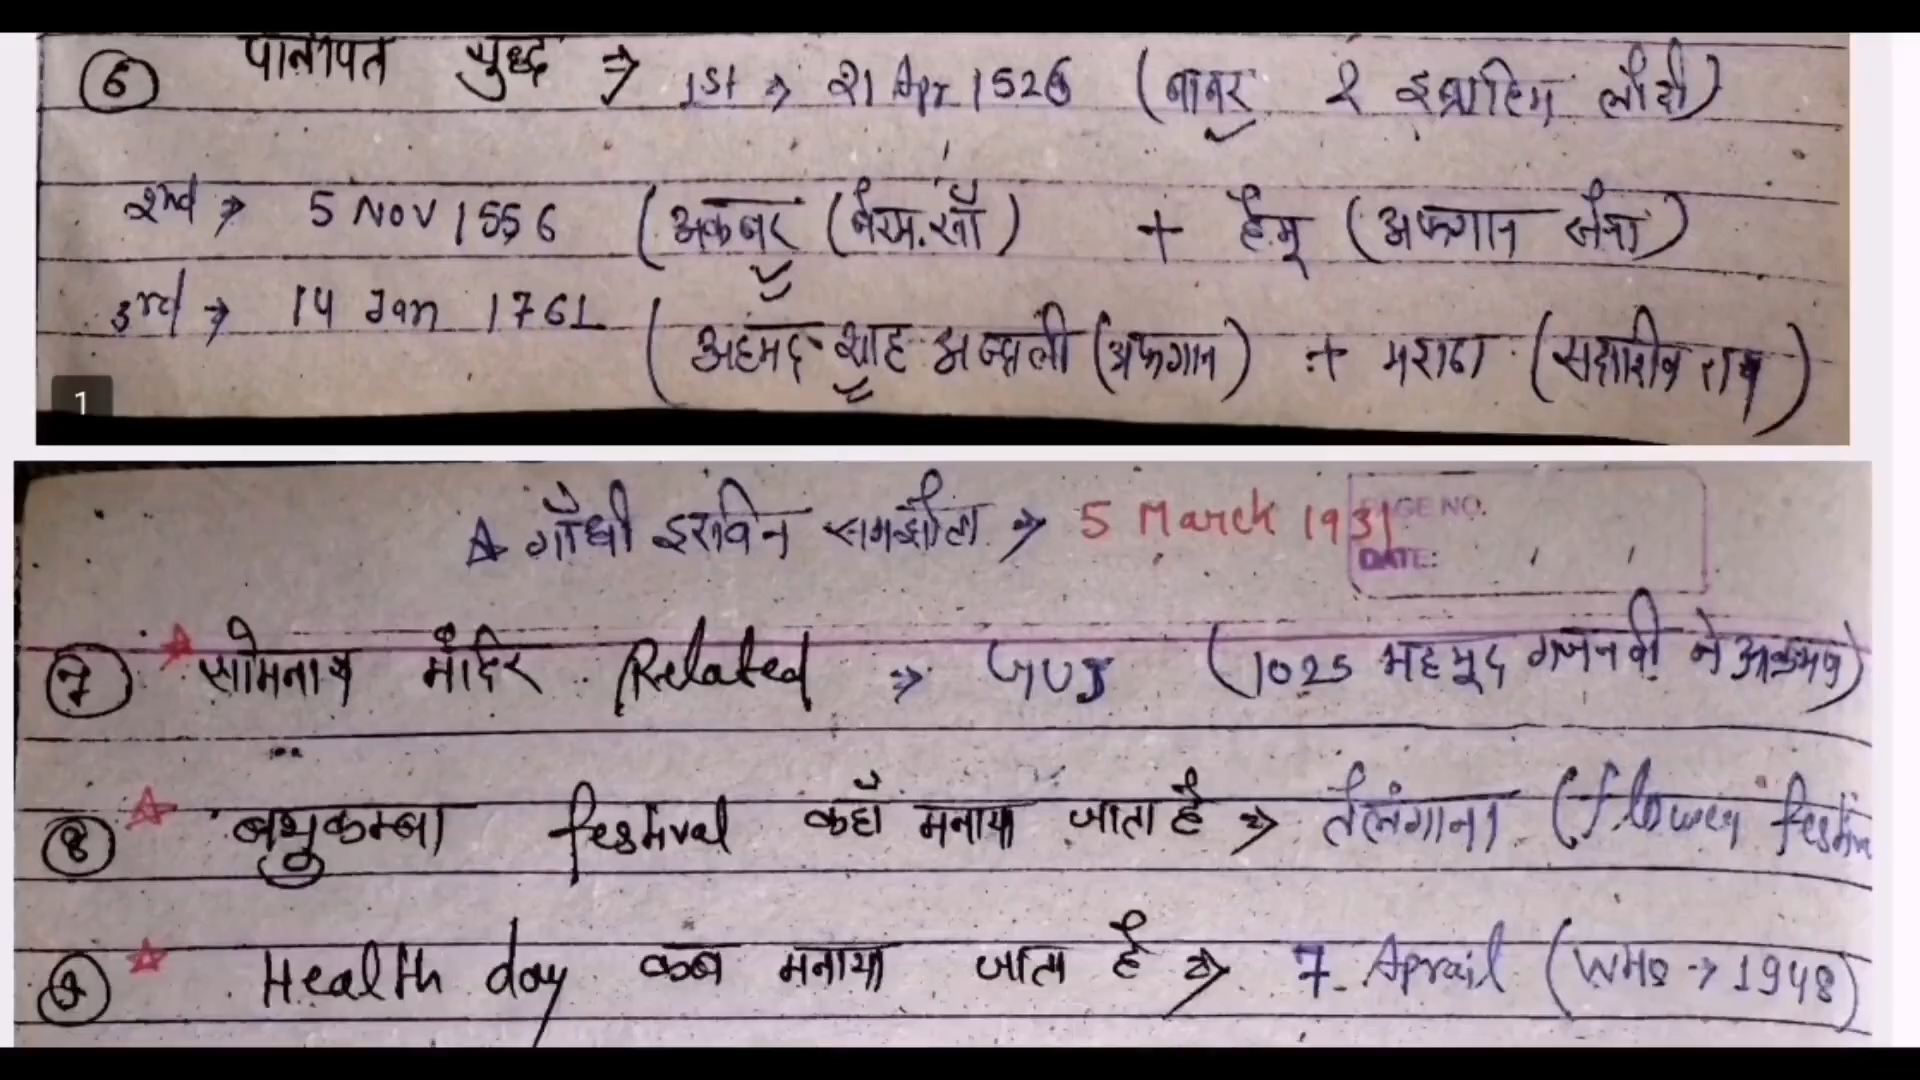 6 पानीपत युद्ध ⇒ 1st → 21 Apr 1526 (बाबर & इब्राहिम लोदी)
2nd → 5 Nov 1556 (अकबर (बैरम खाँ) + हेमू (अफगान सेना)
3rd → 14 Jan 1761 (अहमद शाह अब्दाली (अफगान) + मराठा (सदाशिव राव)
1
☆ गाँधी इरविन समझौता → 5 March 1931
PAGE NO.
DATE:
7 ☆ सोमनाथ मंदिर Related → GUJ (1025 महमूद गजनवी ने आक्रमण)
8 ☆ बथुकम्बा festival कहाँ मनाया जाता है → तेलंगाना (flower festiva
9 ☆ Health day कब मनाया जाता है → 7 Aprail (WHO → 1948)